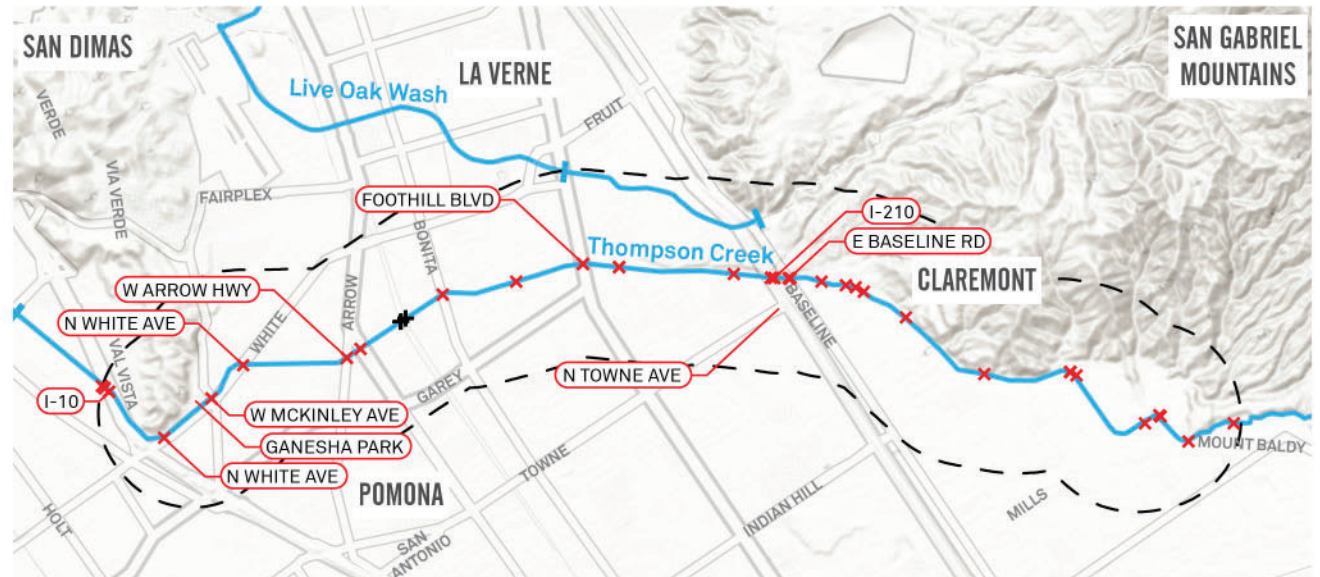 SAN DIMAS
LA VERNE
SAN GABRIEL
MOUNTAINS
Live Oak Wash
VERDE
FRUIT
VIA VERDE
FAIRPLEX
FOOTHILL BLVD
I-210
BONITA
Thompson Creek
E BASELINE RD
W ARROW HWY
ARROW
CLAREMONT
N WHITE AVE
WHITE
BASELINE
VAL VISTA
GAREY
N TOWNE AVE
I-10
W MCKINLEY AVE
GANESHA PARK
N WHITE AVE
MOUNT BALDY
TOWNE
POMONA
HOLT
INDIAN HILL
MILLS
SAN
ANTONIO